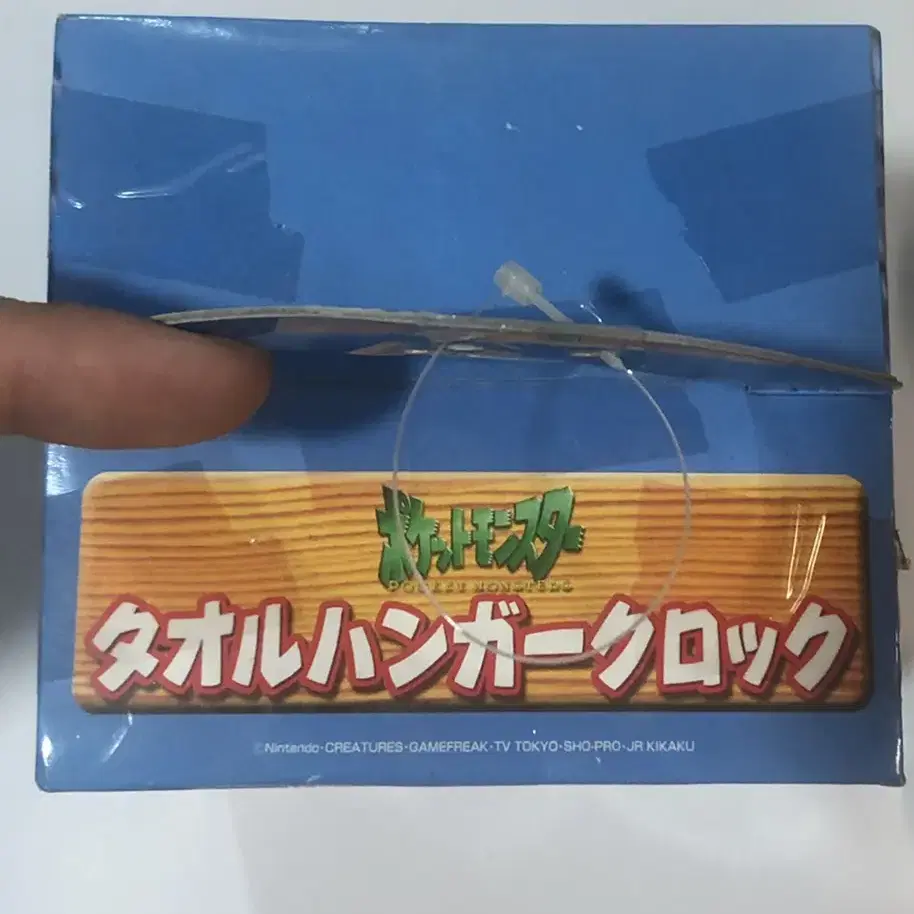 ポケットモンスター
POCKET MONSTERS
タオルハンガークロック
©Nintendo・CREATURES・GAMEFREAK・TV TOKYO・SHO-PRO・JR KIKAKU